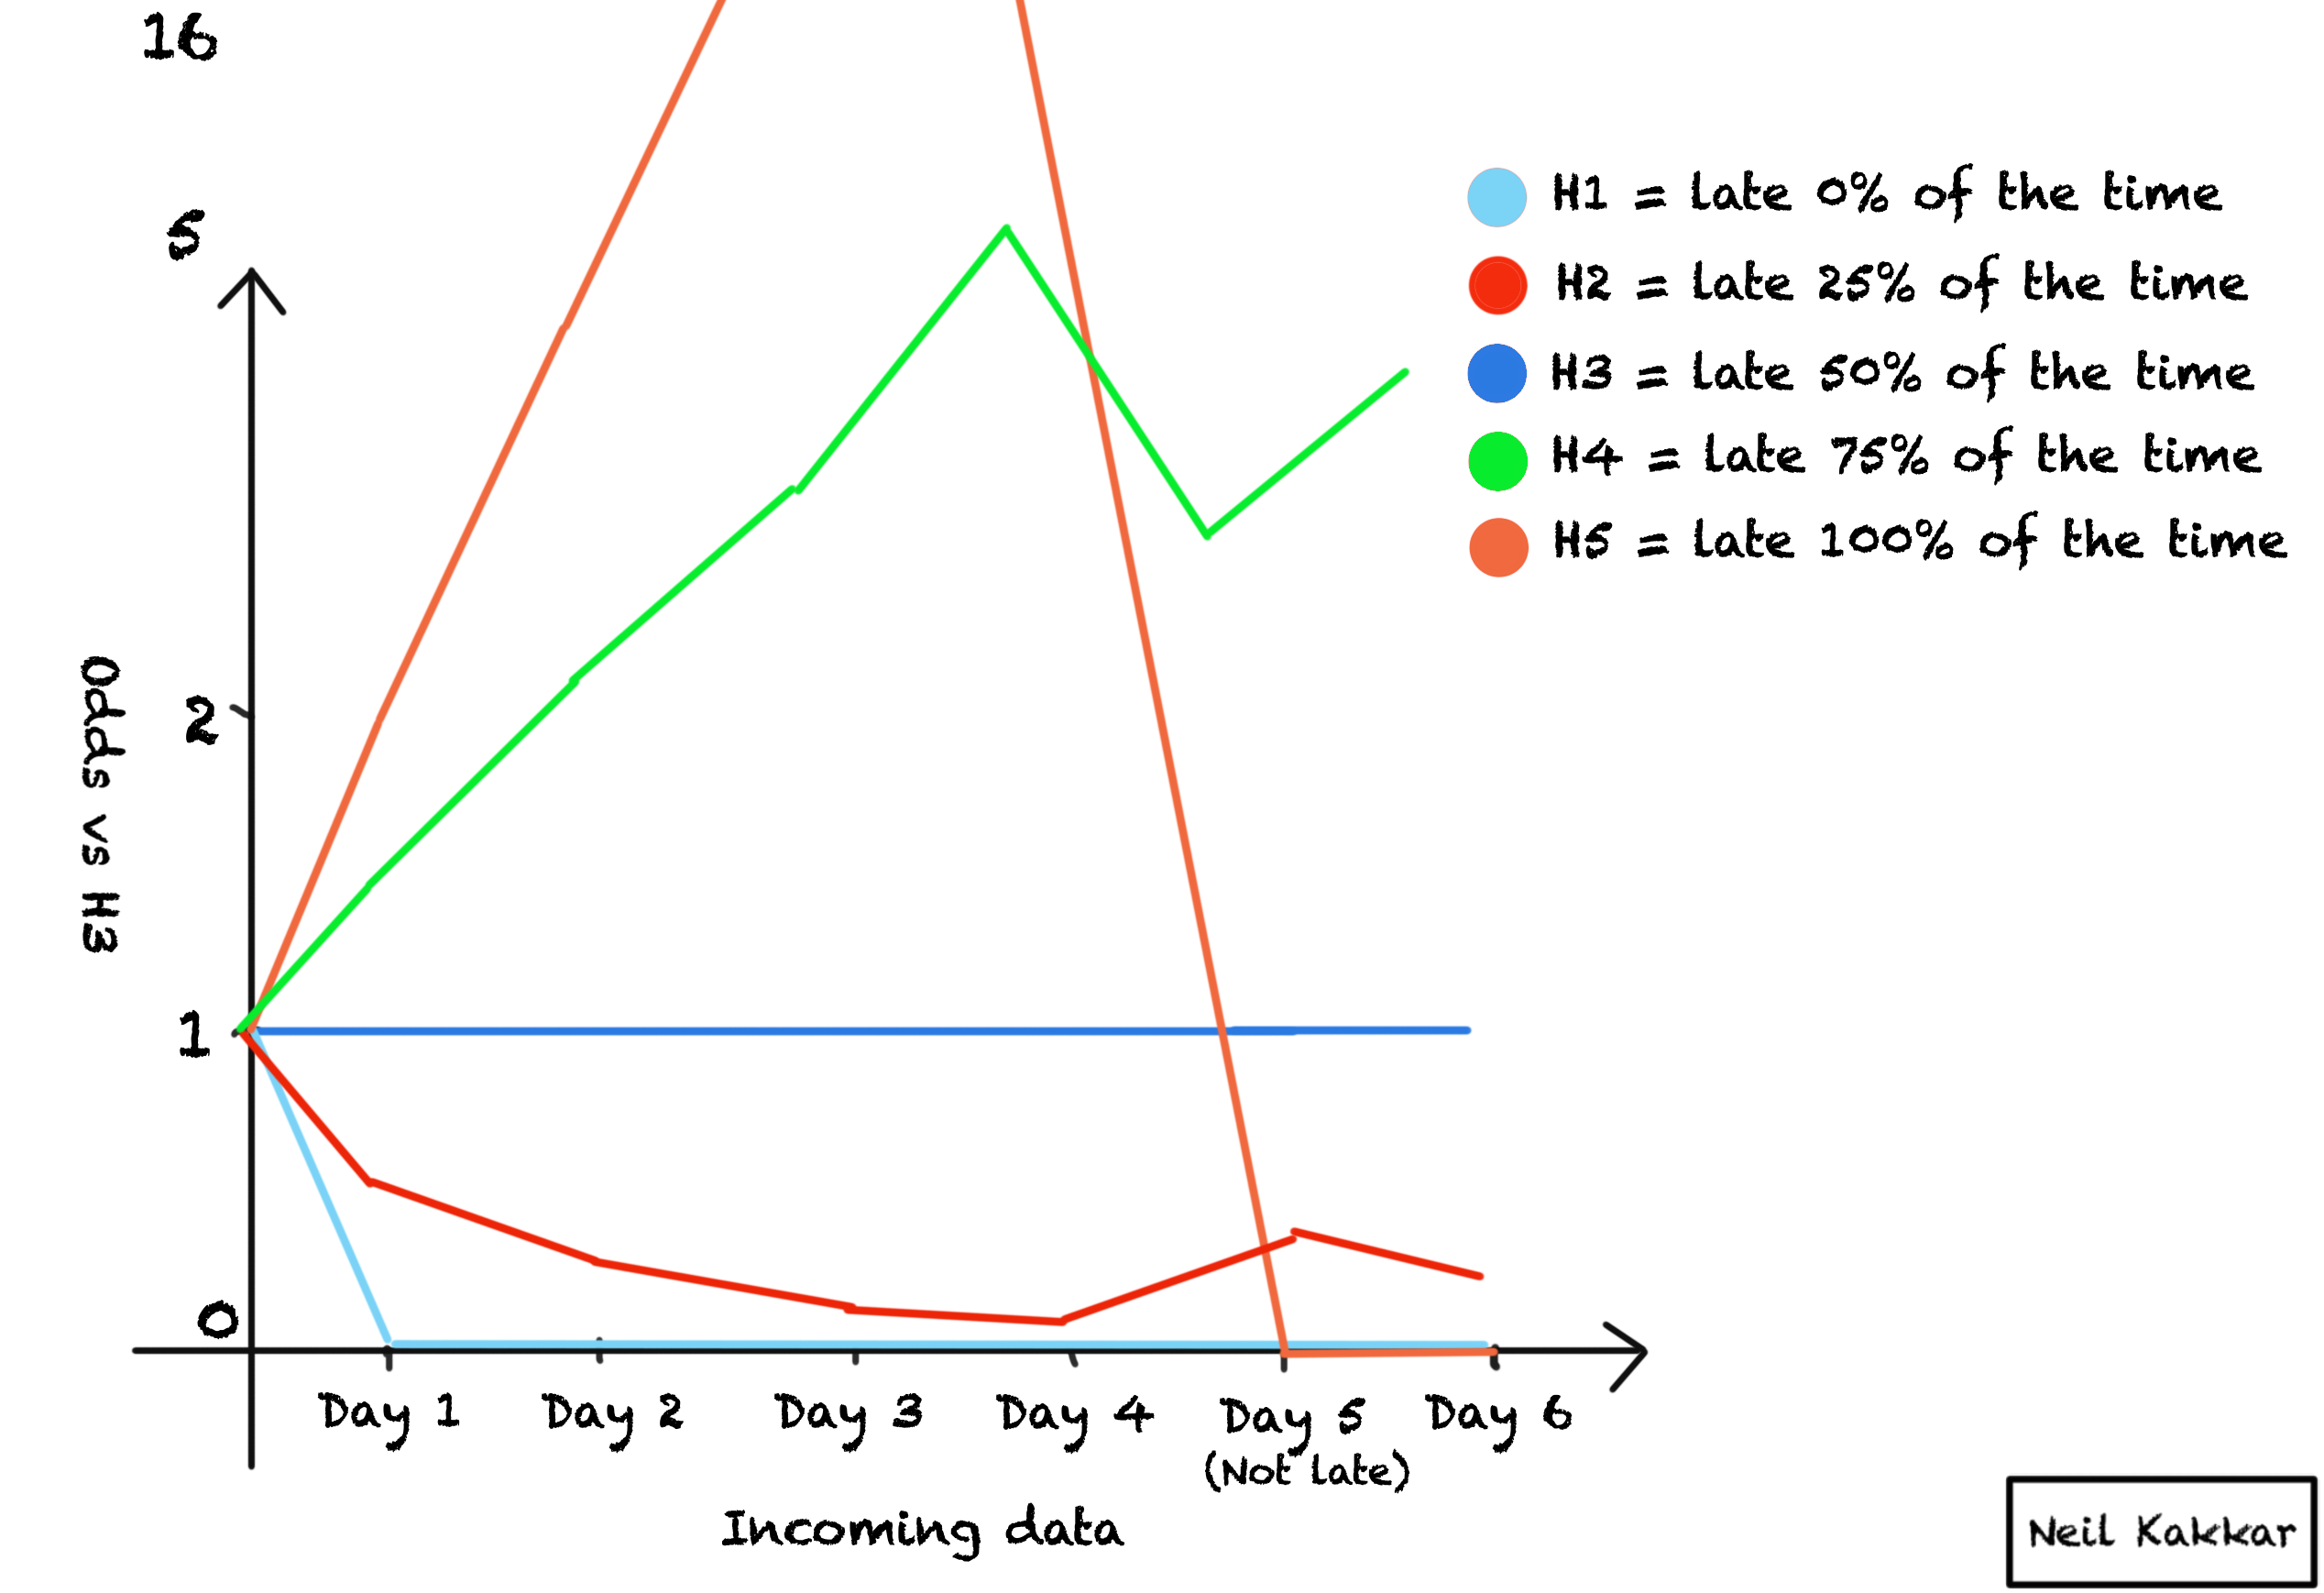 16
5
H1 = late 0% of the time
H2 = late 25% of the time
H3 = late 50% of the time
H4 = late 75% of the time
H5 = late 100% of the time
Odds vs H3
2
1
0
Day 1
Day 2
Day 3
Day 4
Day 5
(Not late)
Day 6
Incoming data
Neil Kakkar